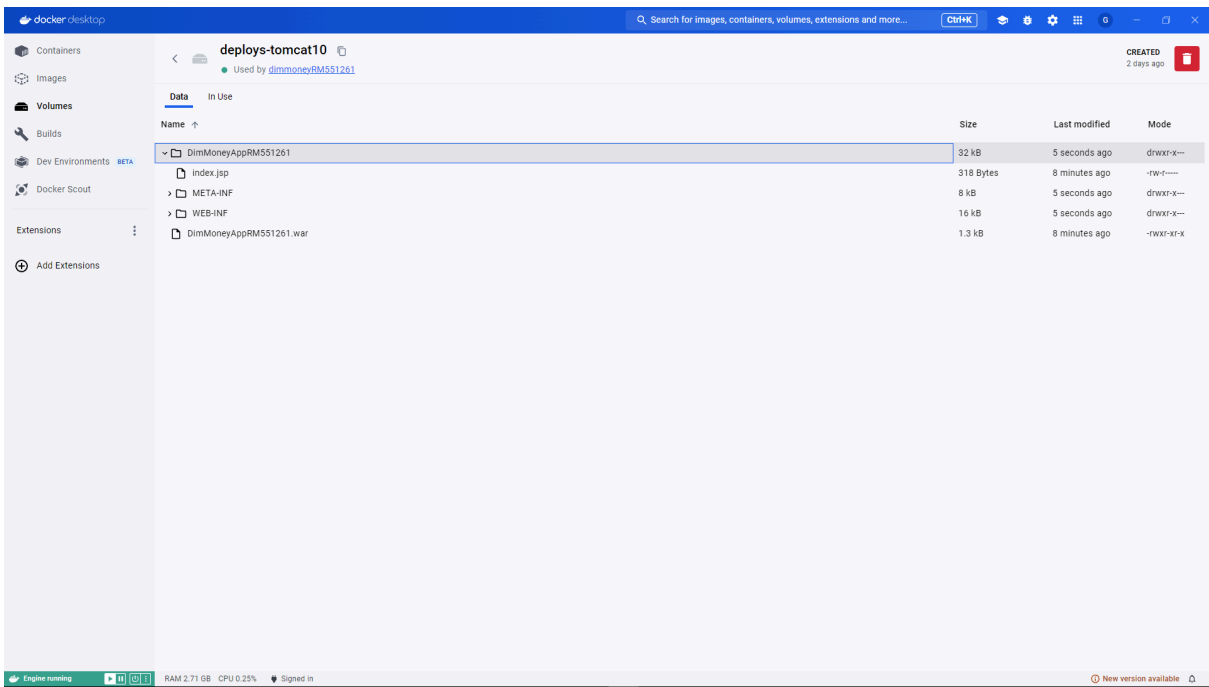 docker desktop
Search for images, containers, volumes, extensions and more...
Ctrl+K
G
Containers
Images
Volumes
Builds
Dev Environments BETA
Docker Scout
Extensions
Add Extensions
deploys-tomcat10
Used by dimmoneyRM551261
CREATED
2 days ago
Data In Use
Name Size Last modified Mode
DimMoneyAppRM551261 32 kB 5 seconds ago drwxr-x---
index.jsp 318 Bytes 8 minutes ago -rw-r-----
META-INF 8 kB 5 seconds ago drwxr-x---
WEB-INF 16 kB 5 seconds ago drwxr-x---
DimMoneyAppRM551261.war 1.3 kB 8 minutes ago -rwxr-xr-x
Engine running RAM 2.71 GB CPU 0.25% Signed in New version available